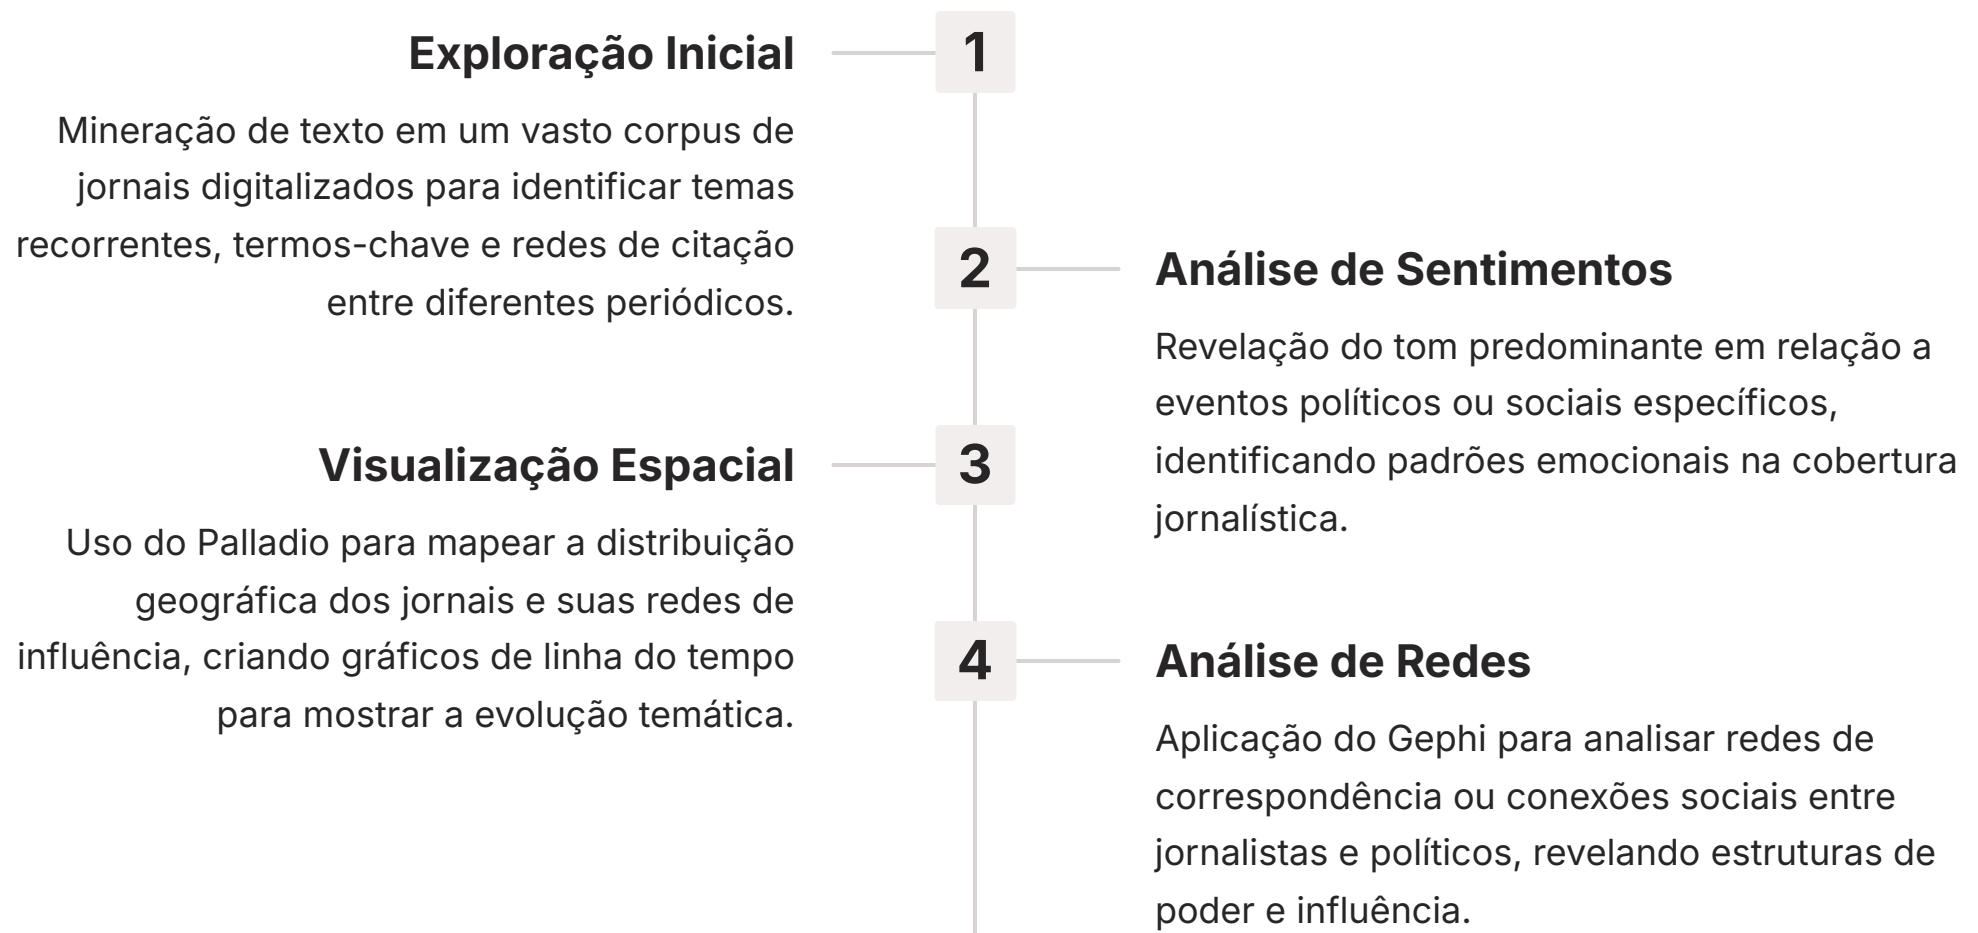 1
Exploração Inicial
Mineração de texto em um vasto corpus de
jornais digitalizados para identificar temas
recorrentes, termos-chave e redes de citação
entre diferentes periódicos.
2
Análise de Sentimentos
Revelação do tom predominante em relação a
eventos políticos ou sociais específicos,
identificando padrões emocionais na cobertura
jornalística.
3
Visualização Espacial
Uso do Palladio para mapear a distribuição
geográfica dos jornais e suas redes de
influência, criando gráficos de linha do tempo
para mostrar a evolução temática.
4
Análise de Redes
Aplicação do Gephi para analisar redes de
correspondência ou conexões sociais entre
jornalistas e políticos, revelando estruturas de
poder e influência.